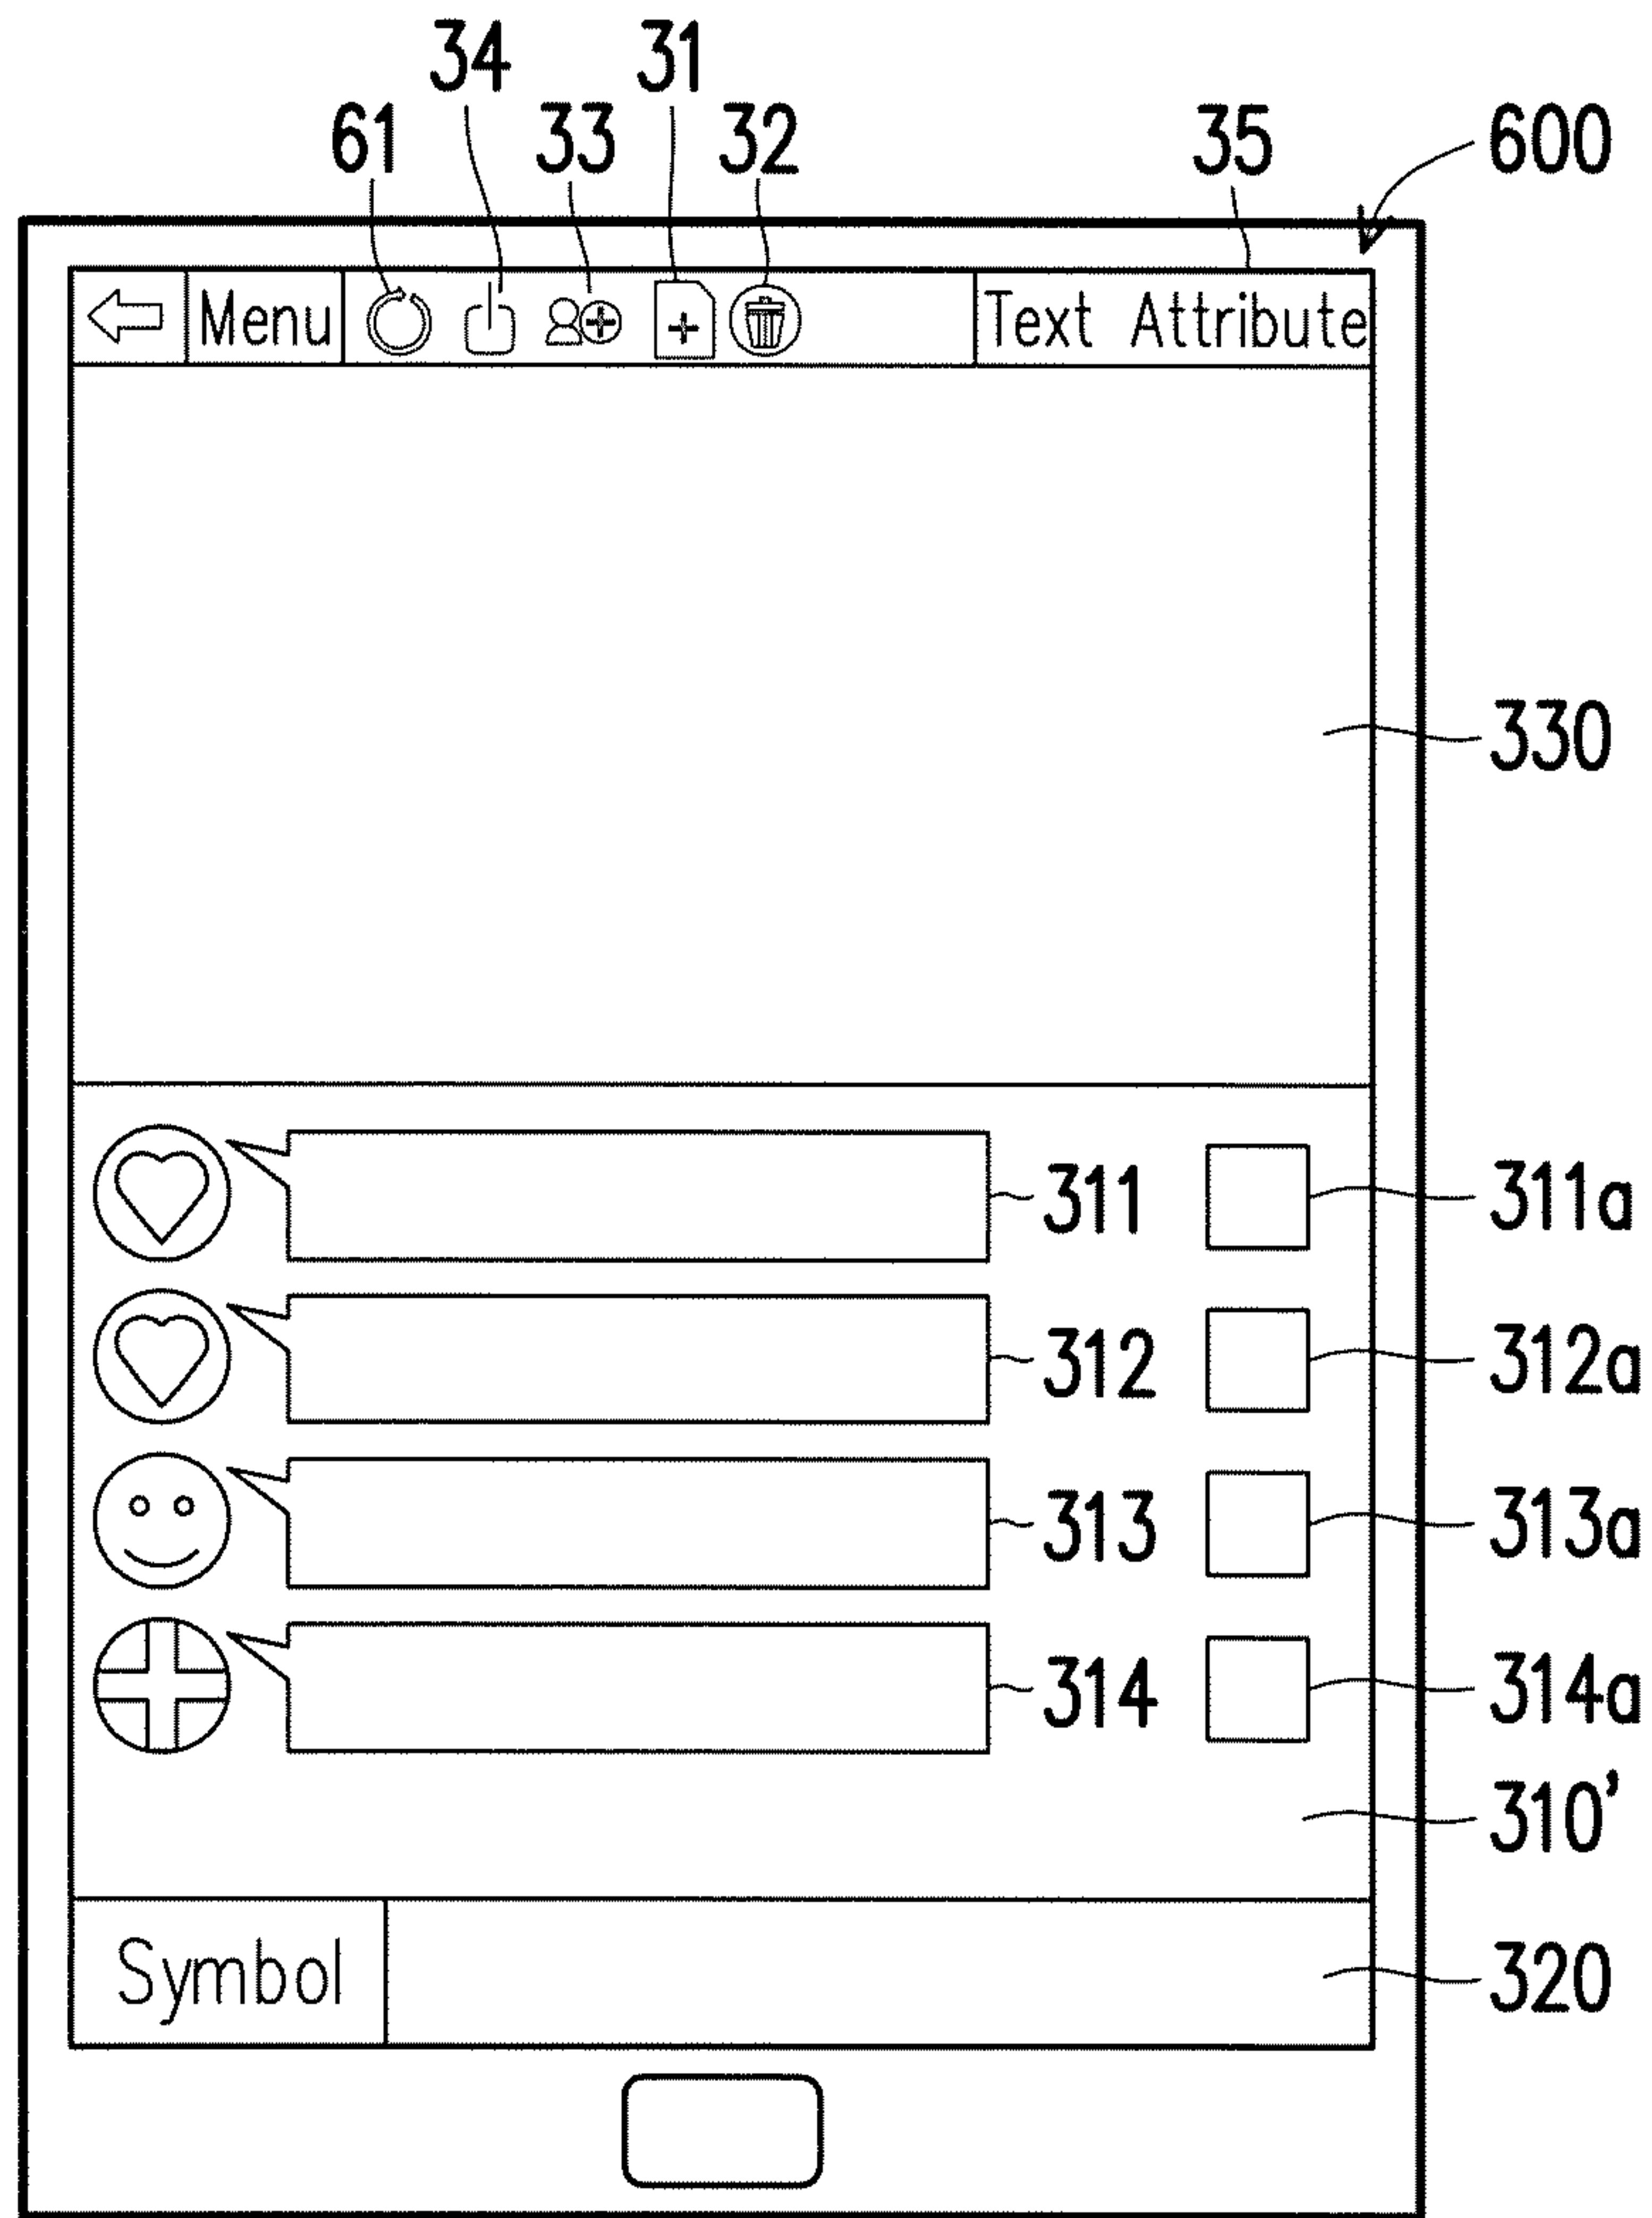 34 31
61 33 32 35 600
Menu Text Attribute
330
311 311a
312 312a
313 313a
314 314a
310’
Symbol 320